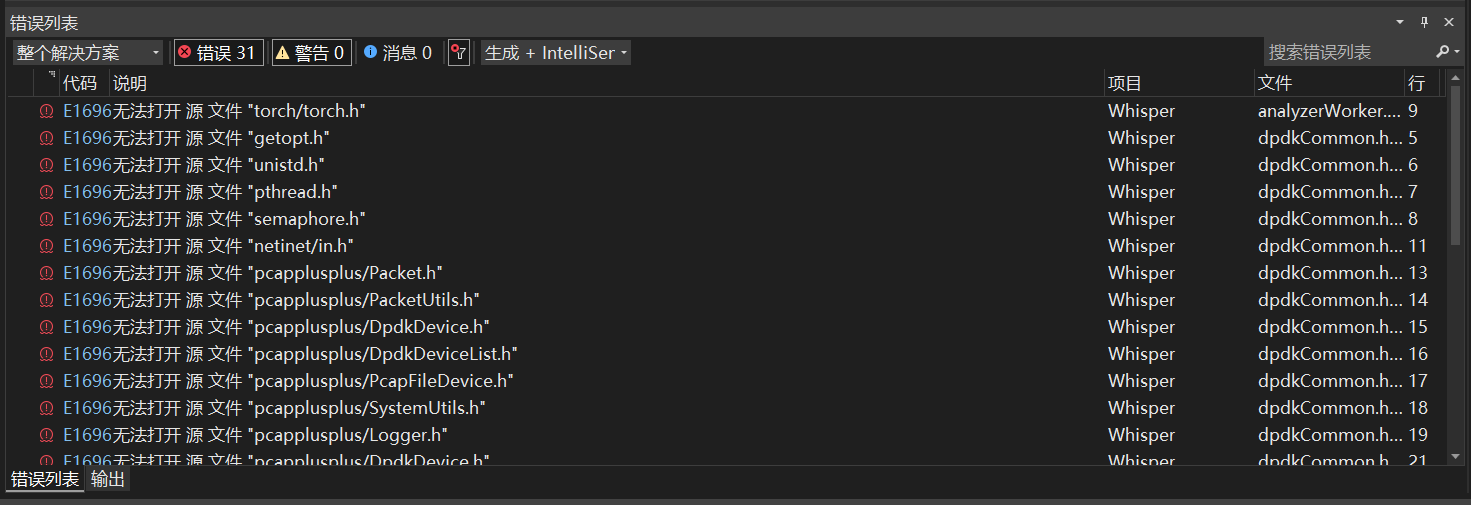 错误列表
整个解决方案 错误 31 警告 0 消息 0 生成 + IntelliSer 搜索错误列表
代码 说明 项目 文件 行
E1696 无法打开 源 文件 "torch/torch.h" Whisper analyzerWorker.... 9
E1696 无法打开 源 文件 "getopt.h" Whisper dpdkCommon.h... 5
E1696 无法打开 源 文件 "unistd.h" Whisper dpdkCommon.h... 6
E1696 无法打开 源 文件 "pthread.h" Whisper dpdkCommon.h... 7
E1696 无法打开 源 文件 "semaphore.h" Whisper dpdkCommon.h... 8
E1696 无法打开 源 文件 "netinet/in.h" Whisper dpdkCommon.h... 11
E1696 无法打开 源 文件 "pcapplusplus/Packet.h" Whisper dpdkCommon.h... 13
E1696 无法打开 源 文件 "pcapplusplus/PacketUtils.h" Whisper dpdkCommon.h... 14
E1696 无法打开 源 文件 "pcapplusplus/DpdkDevice.h" Whisper dpdkCommon.h... 15
E1696 无法打开 源 文件 "pcapplusplus/DpdkDeviceList.h" Whisper dpdkCommon.h... 16
E1696 无法打开 源 文件 "pcapplusplus/PcapFileDevice.h" Whisper dpdkCommon.h... 17
E1696 无法打开 源 文件 "pcapplusplus/SystemUtils.h" Whisper dpdkCommon.h... 18
E1696 无法打开 源 文件 "pcapplusplus/Logger.h" Whisper dpdkCommon.h... 19
E1696 无法打开 源 文件 "pcapplusplus/DpdkDevice.h" Whisper dpdkCommon.h... 21
错误列表 输出